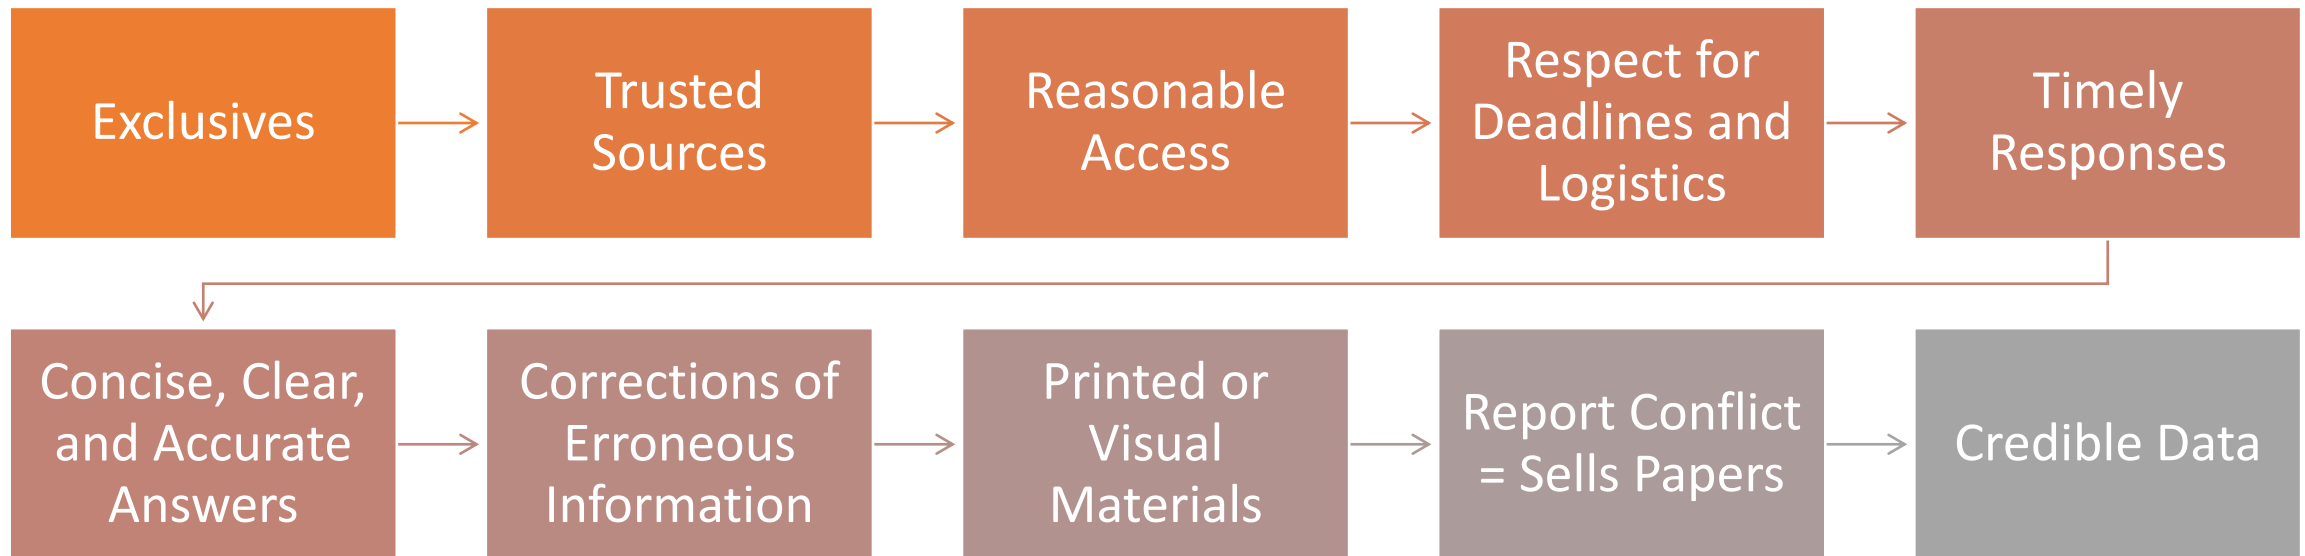 Exclusives
Trusted
Sources
Reasonable
Access
Respect for
Deadlines and
Logistics
Timely
Responses
Concise, Clear,
and Accurate
Answers
Corrections of
Erroneous
Information
Printed or
Visual
Materials
Report Conflict
= Sells Papers
Credible Data